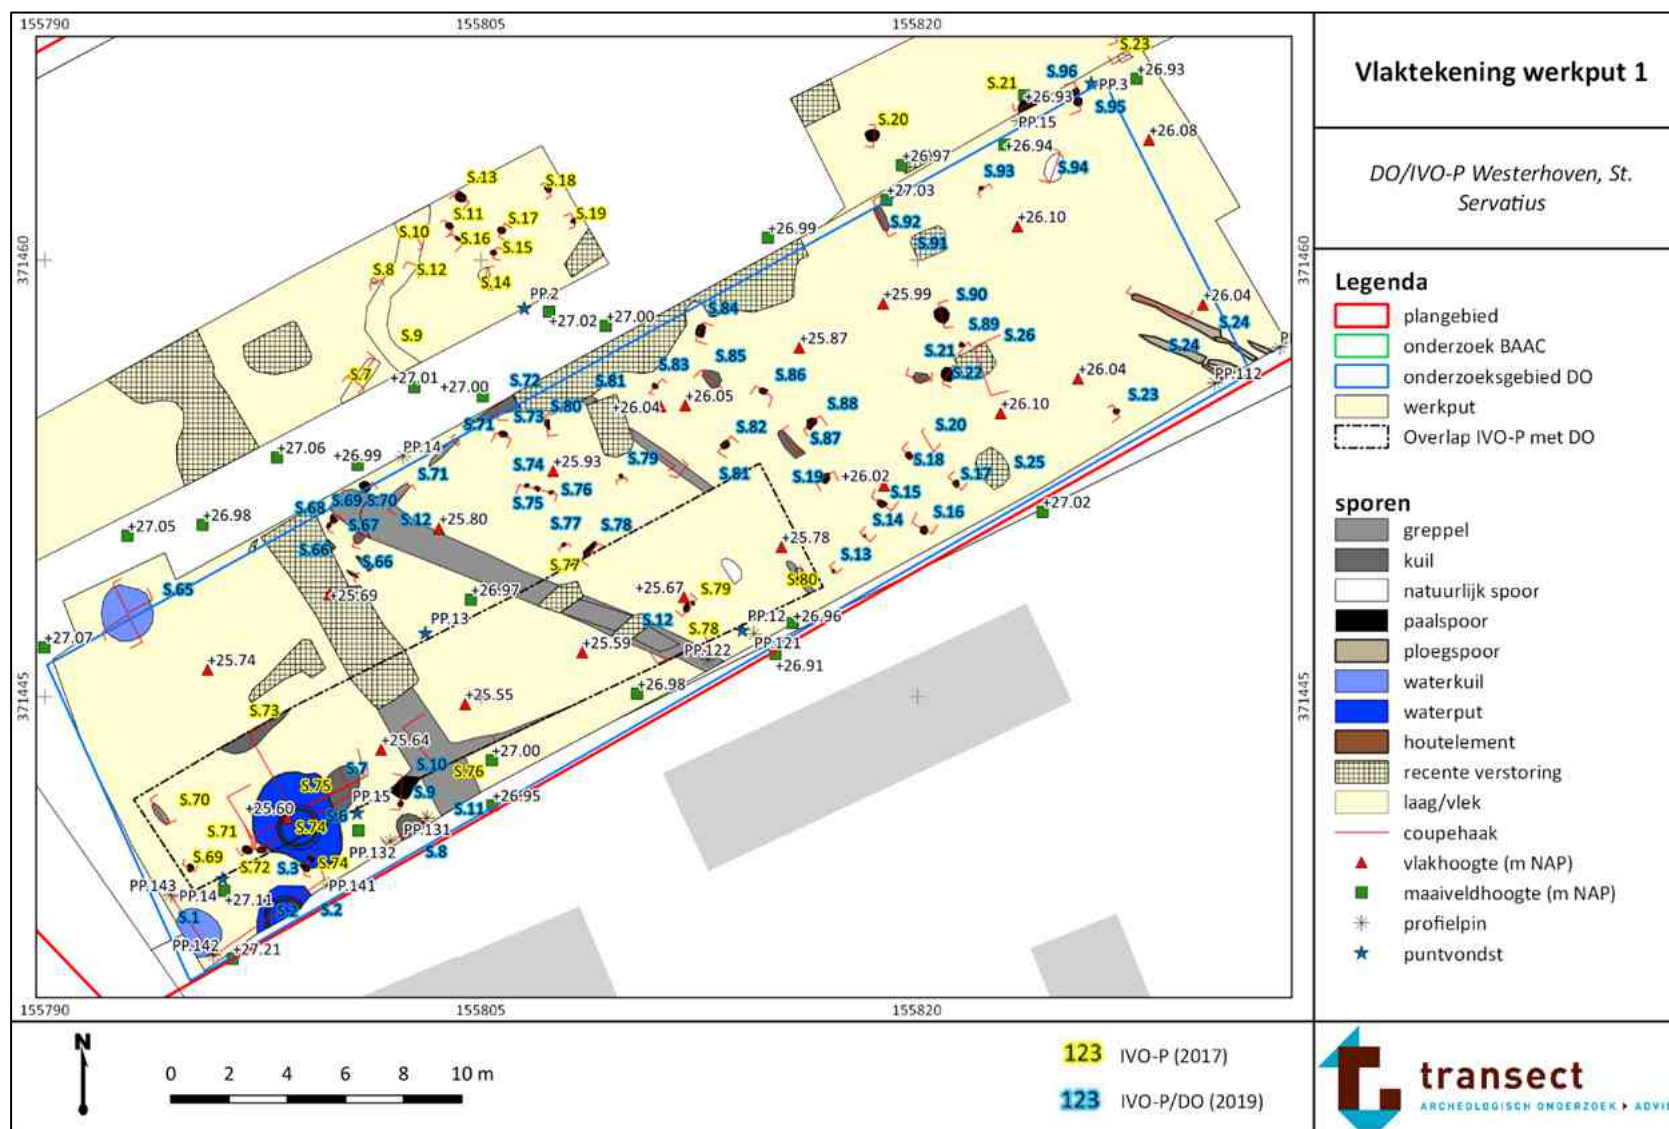 155790
155805
155820
371460
371445
371460
371445
155790
155805
155820
S.23
+26.93
S.96
PP.3
S.21
+26.93
S.95
PP.15
S.20
+26.08
+26.94
+26.97
S.93
S.94
+27.03
S.13
S.18
S.11
S.17
S.19
S.10
S.16
S.15
S.92
+26.10
+26.99
S.91
S.8
S.12
S.14
PP.2
S.90
+26.04
+25.99
+27.02
+27.00
S.84
S.9
S.89
S.26
S.24
S.24
+25.87
S.21
S.85
S.7
+27.01
+27.00
S.72
S.81
S.83
S.86
S.22
+26.04
PP.112
S.73
S.80
+26.04
+26.05
S.88
+26.10
S.23
S.71
S.82
S.87
S.20
+27.06
+26.99
PP.14
S.74
+25.93
S.79
S.81
S.18
S.25
S.71
S.19
+26.02
S.17
S.69
S.70
S.75
S.76
S.15
+27.02
S.68
S.67
S.12
+25.80
S.77
S.78
S.14
S.16
+27.05
+26.98
S.66
S.66
S.77
+25.78
S.13
S.65
+25.69
+26.97
+25.67
S.79
S.80
PP.13
S.12
S.78
PP.12
+26.96
PP.121
+27.07
+25.74
+25.59
PP.122
+26.91
+26.98
S.73
+25.55
+25.64
+27.00
S.10
S.76
S.7
S.75
PP.15
S.9
S.70
+25.60
S.6
S.11
+26.95
S.74
PP.131
S.71
PP.132
S.8
S.69
S.72
S.3
S.74
PP.143
PP.14
PP.141
+27.11
S.1
S.2
S.2
PP.142
+27.21
N
0 2 4 6 8 10 m
123 IVO-P (2017)
123 IVO-P/DO (2019)
Vlaktekening werkput 1
DO/IVO-P Westerhoven, St.
Servatius
Legenda
plangebied
onderzoek BAAC
onderzoeksgebied DO
werkput
Overlap IVO-P met DO
sporen
greppel
kuil
natuurlijk spoor
paalspoor
ploegspoor
waterkuil
waterput
houtelement
recente verstoring
laag/vlek
coupehaak
vlakhoogte (m NAP)
maaiveldhoogte (m NAP)
profielpin
puntvondst
transect
ARCHEOLOGISCH ONDERZOEK